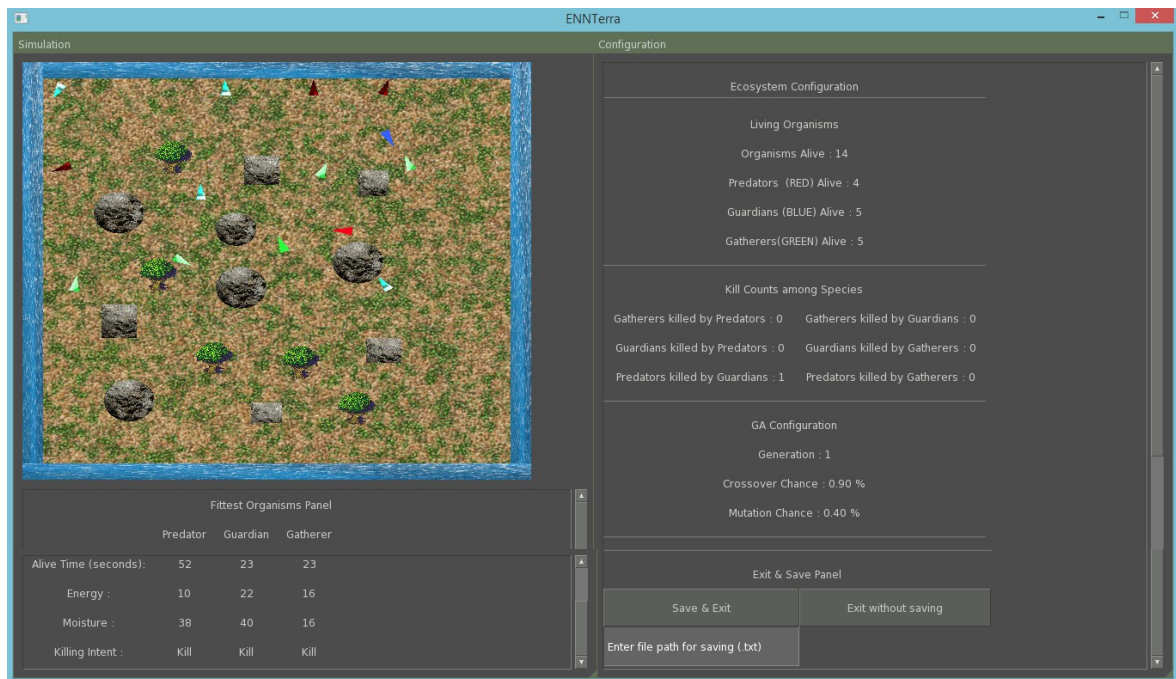 ENNTerra
Simulation
Fittest Organisms Panel
Predator Guardian Gatherer
Alive Time (seconds): 52 23 23
Energy : 10 22 16
Moisture : 38 40 16
Killing Intent : Kill Kill Kill
Configuration
Ecosystem Configuration
Living Organisms
Organisms Alive : 14
Predators (RED) Alive : 4
Guardians (BLUE) Alive : 5
Gatherers(GREEN) Alive : 5
Kill Counts among Species
Gatherers killed by Predators : 0 Gatherers killed by Guardians : 0
Guardians killed by Predators : 0 Guardians killed by Gatherers : 0
Predators killed by Guardians : 1 Predators killed by Gatherers : 0
GA Configuration
Generation : 1
Crossover Chance : 0.90 %
Mutation Chance : 0.40 %
Exit & Save Panel
Save & Exit Exit without saving
Enter file path for saving (.txt)